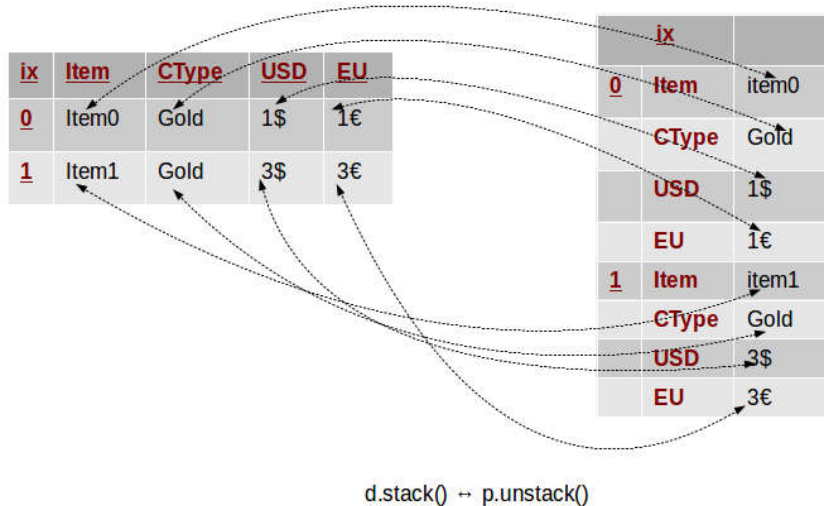 ix Item CType USD EU
0 Item0 Gold 1$ 1€
1 Item1 Gold 3$ 3€
ix
0 Item item0
CType Gold
USD 1$
EU 1€
1 Item item1
CType Gold
USD 3$
EU 3€
d.stack() ↔ p.unstack()